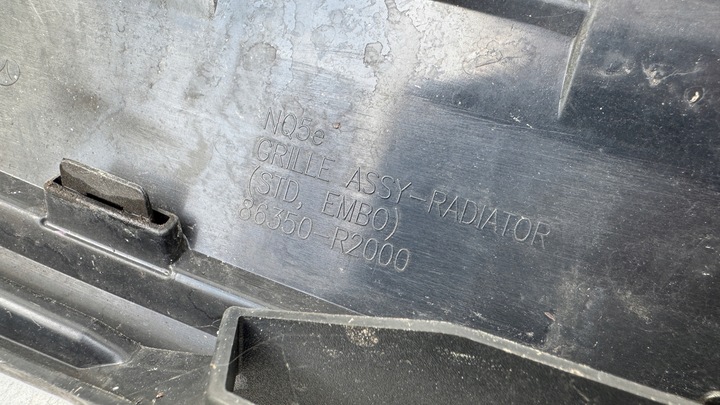 NQ5e
GRILLE ASSY-RADIATOR
(STD, EMBO)
86350-R2000